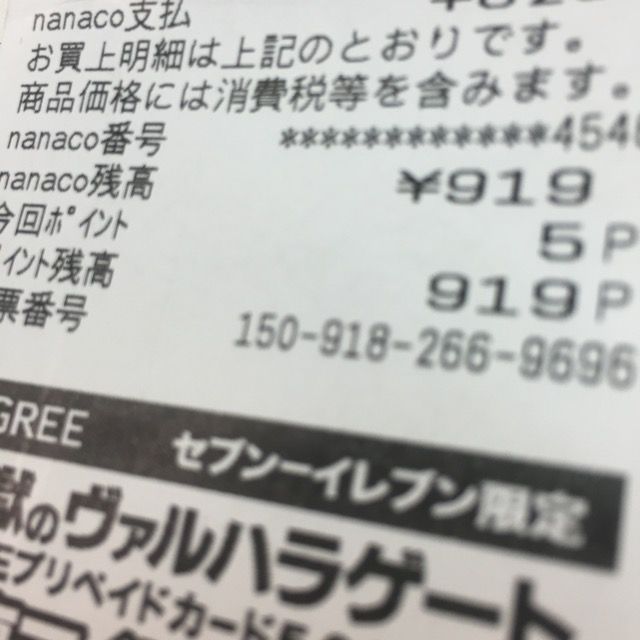 nanaco支払
お買上明細は上記のとおりです。
商品価格には消費税等を含みます。
nanaco番号 ************454
nanaco残高 ¥919
今回ﾎﾟｲﾝﾄ 5P
ｲﾝﾄ残高 919P
票番号 150-918-266-9696
GREE セブン−イレブン限定
獄のヴァルハラゲート
プリペイドカード